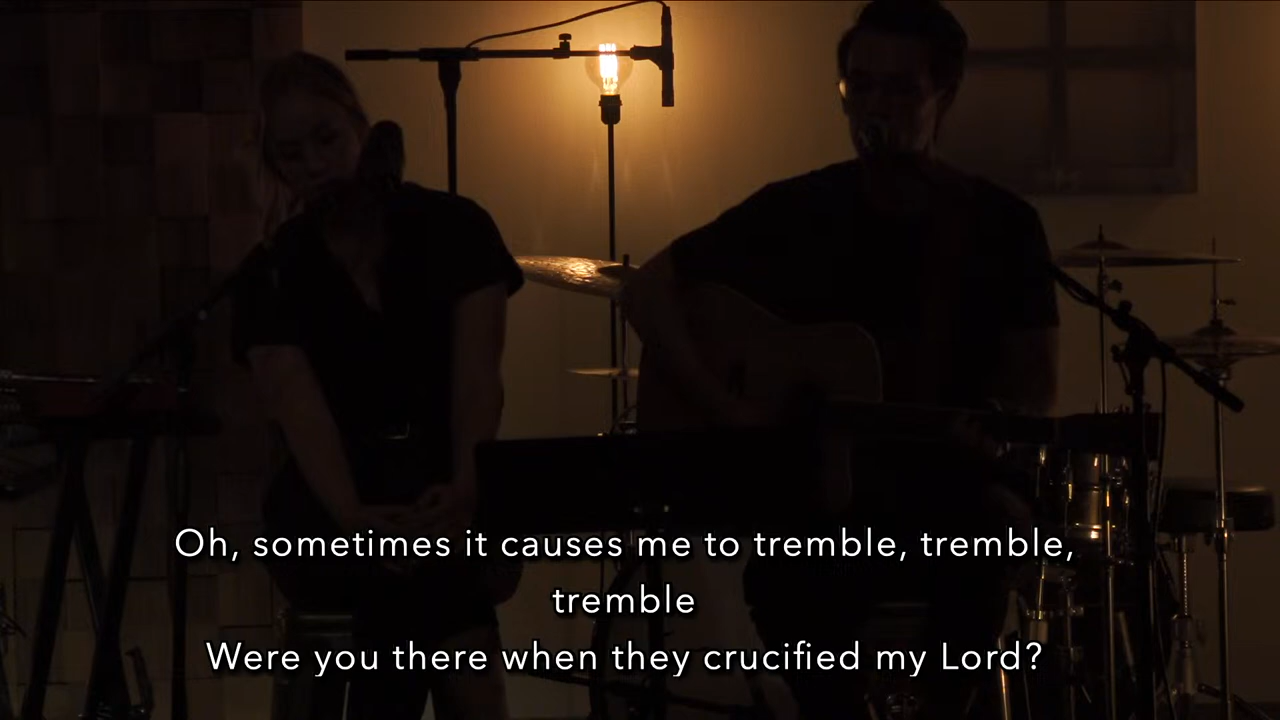 Oh, sometimes it causes me to tremble, tremble,
tremble
Were you there when they crucified my Lord?